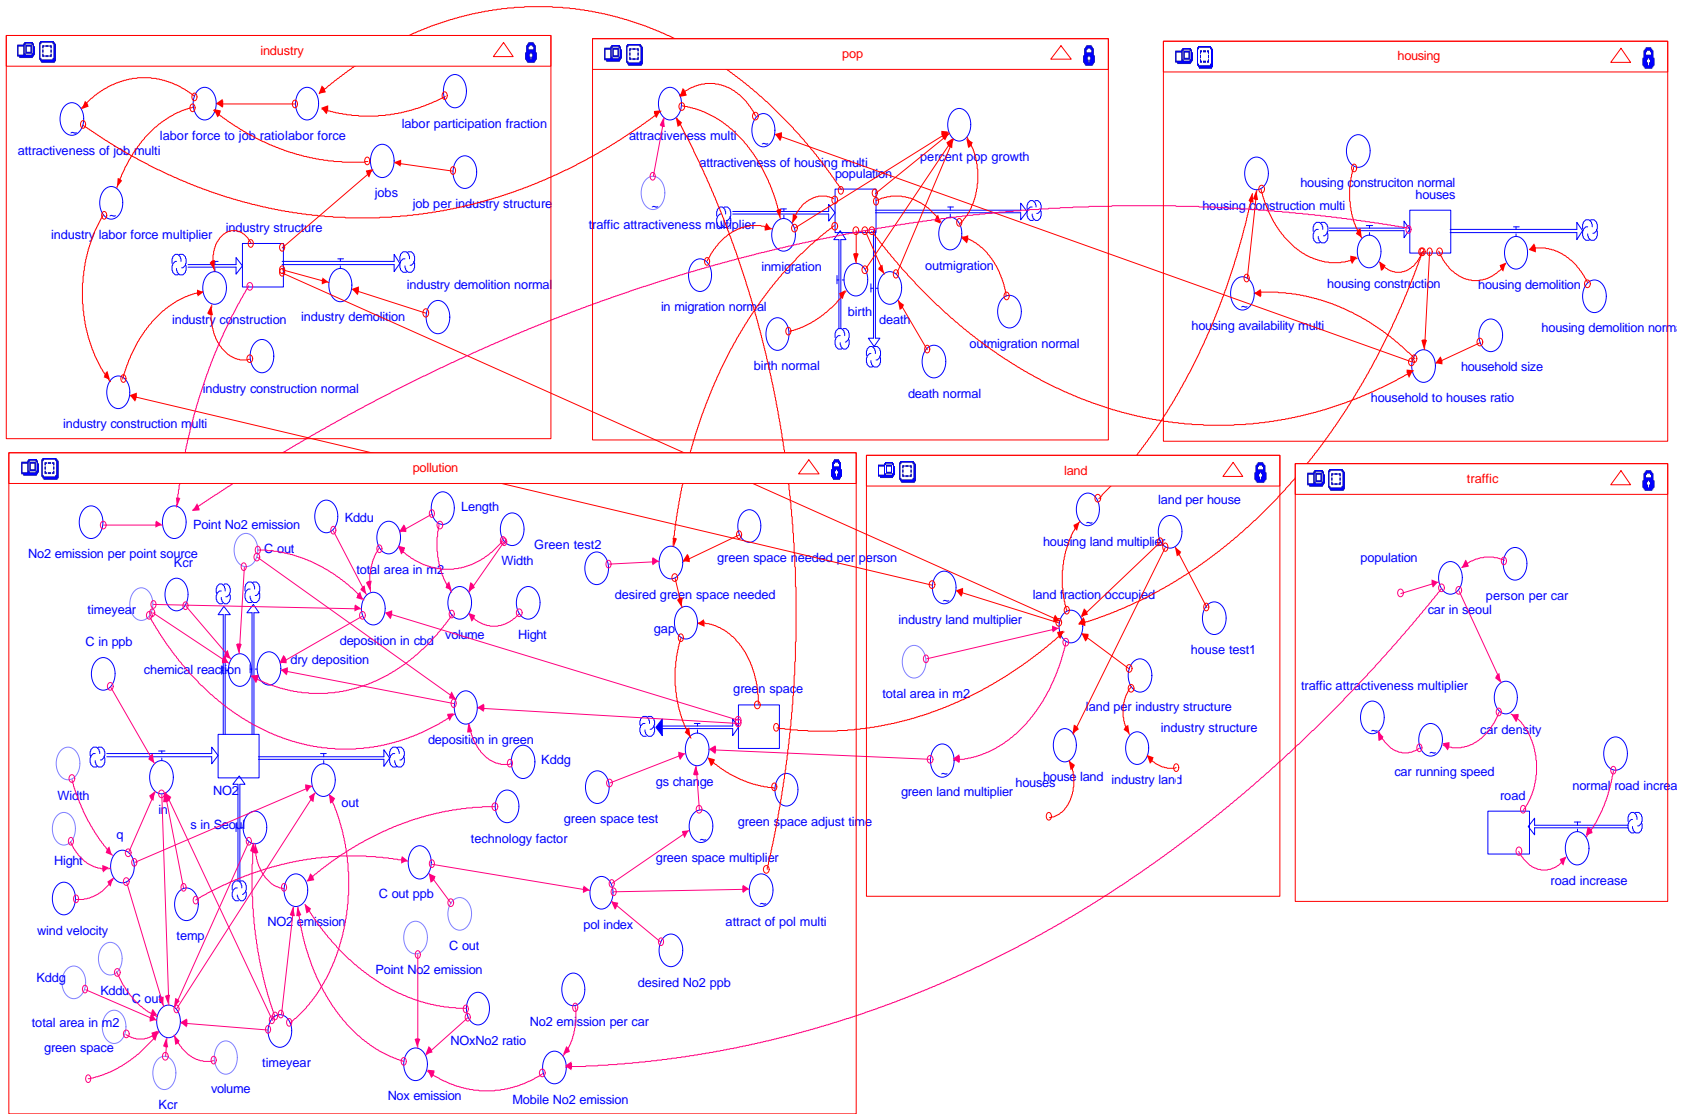 industry
labor participation fraction
labor force to job ratio
labor force
attractiveness of job multi
jobs
job per industry structure
industry labor force multiplier
industry structure
industry demolition normal
industry construction
industry demolition
industry construction normal
industry construction multi
pop
attractiveness multi
attractiveness of housing multi
percent pop growth
population
traffic attractiveness multiplier
inmigration
outmigration
in migration normal
birth
death
birth normal
outmigration normal
death normal
housing
housing construciton normal
houses
housing construction multi
housing construction
housing demolition
housing availability multi
housing demolition norm
household size
household to houses ratio
pollution
No2 emission per point source
Point No2 emission
Kddu
Length
Width
C out
Kcr
total area in m2
Green test2
green space needed per person
desired green space needed
timeyear
C in ppb
deposition in cbd
volume
Hight
gap
chemical reaction
dry deposition
green space
deposition in green
Kddg
NO2
in
out
gs change
Width
q
s in Seoul
technology factor
green space test
green space adjust time
green space multiplier
Hight
wind velocity
temp
NO2 emission
C out ppb
C out
pol index
attract of pol multi
desired No2 ppb
Point No2 emission
Kddg
Kddu
C out
total area in m2
green space
Kcr
volume
timeyear
NOxNo2 ratio
No2 emission per car
Nox emission
Mobile No2 emission
land
land per house
housing land multiplier
land fraction occupied
industry land multiplier
house test1
total area in m2
land per industry structure
industry structure
houses
house land
industry land
green land multiplier
traffic
population
person per car
car in seoul
traffic attractiveness multiplier
car density
car running speed
normal road increa
road
road increase